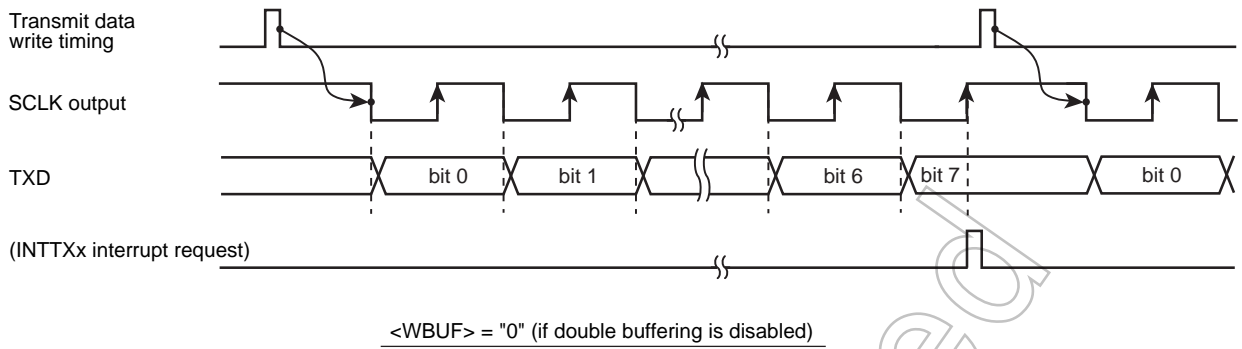 Transmit data
write timing
SCLK output
TXD
bit 0
bit 1
bit 6
bit 7
bit 0
(INTTXx interrupt request)
<WBUF> = "0" (if double buffering is disabled)